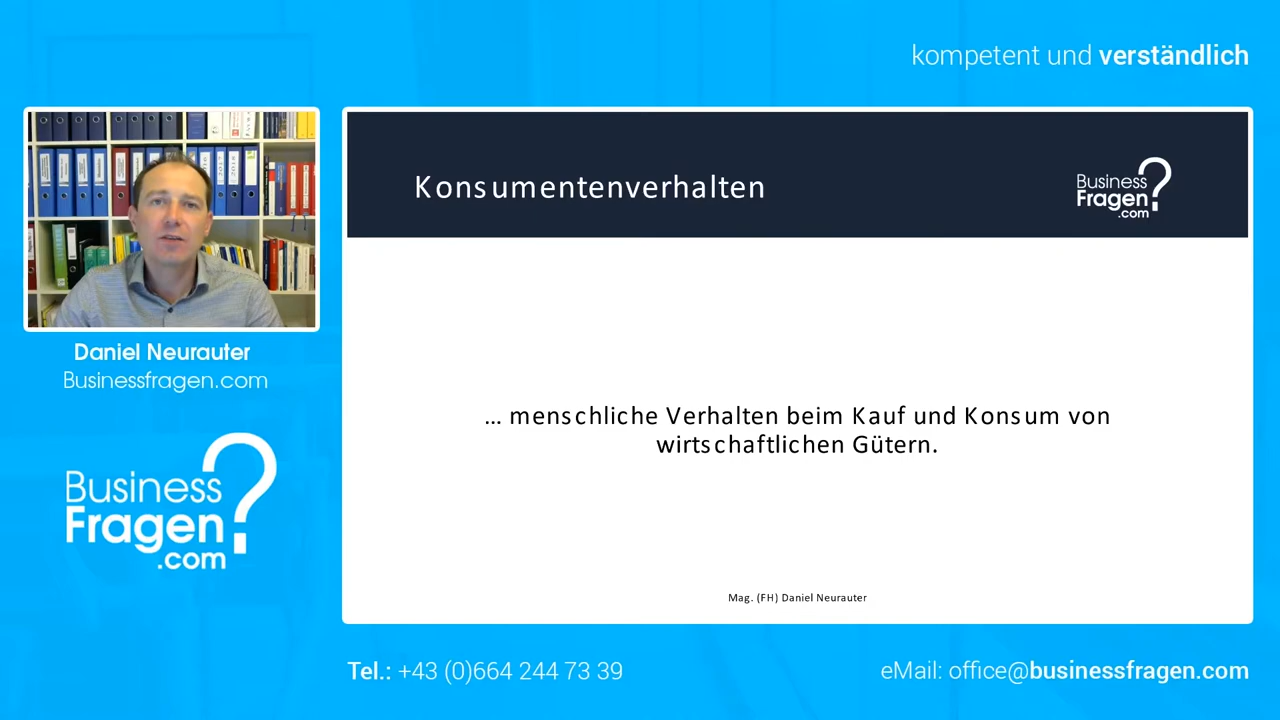 kompetent und verständlich
Konsumentenverhalten
Business
Fragen
.com
Daniel Neurauter
Businessfragen.com
Business
Fragen?
.com
... menschliche Verhalten beim Kauf und Konsum von
wirtschaftlichen Gütern.
Mag. (FH) Daniel Neurauter
Tel.: +43 (0)664 244 73 39
eMail: office@businessfragen.com